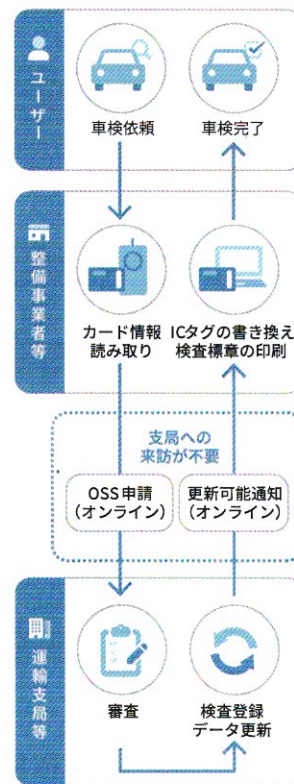 ユーザー
車検依頼
車検完了
整備事業者等
カード情報
読み取り
ICタグの書き換え
検査標章の印刷
支局への
来訪が不要
OSS申請
(オンライン)
更新可能通知
(オンライン)
運輸支局等
審査
検査登録
データ更新